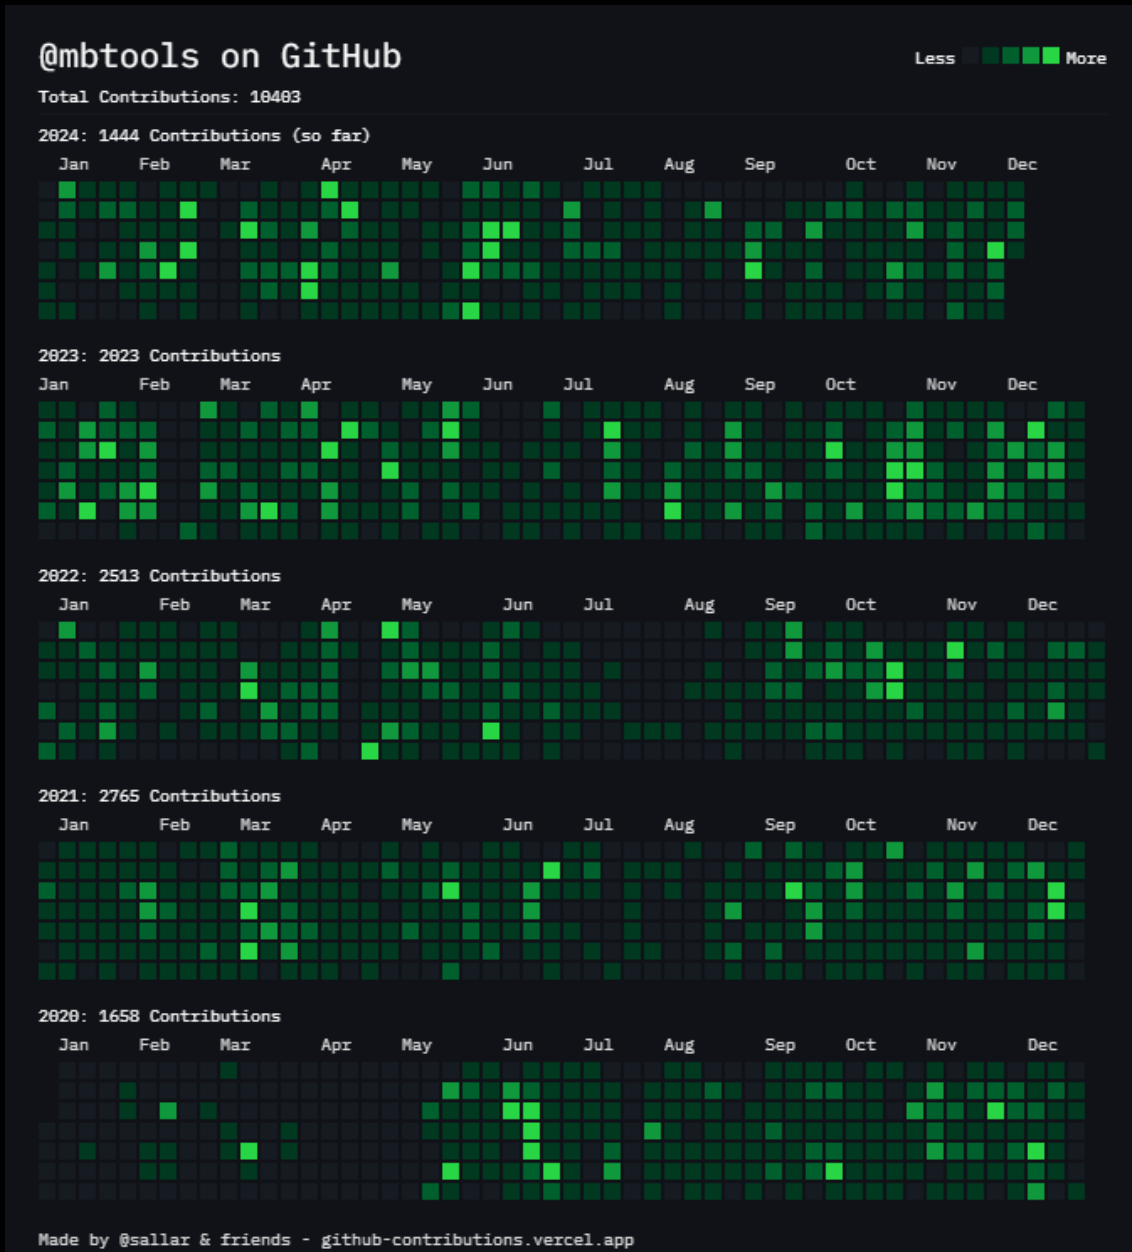 @mbtools on GitHub
Less More
Total Contributions: 10403
2024: 1444 Contributions (so far)
Jan Feb Mar Apr May Jun Jul Aug Sep Oct Nov Dec
2023: 2023 Contributions
Jan Feb Mar Apr May Jun Jul Aug Sep Oct Nov Dec
2022: 2513 Contributions
Jan Feb Mar Apr May Jun Jul Aug Sep Oct Nov Dec
2021: 2765 Contributions
Jan Feb Mar Apr May Jun Jul Aug Sep Oct Nov Dec
2020: 1658 Contributions
Jan Feb Mar Apr May Jun Jul Aug Sep Oct Nov Dec
Made by @sallar & friends - github-contributions.vercel.app